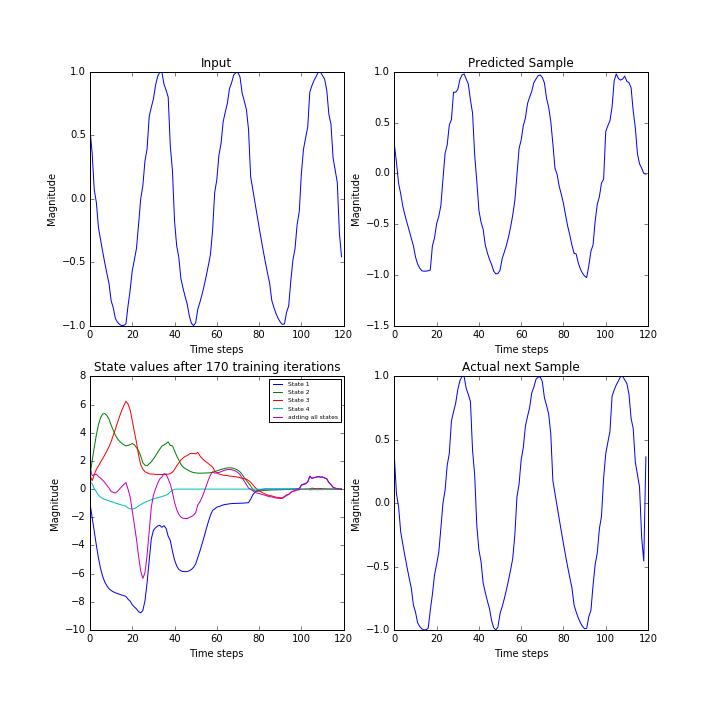 Input
1.0
0.5
0.0
−0.5
−1.0
Magnitude
0 20 40 60 80 100 120
Time steps
Predicted Sample
1.0
0.5
0.0
−0.5
−1.0
−1.5
Magnitude
0 20 40 60 80 100 120
Time steps
State values after 170 training iterations
8
6
4
2
0
−2
−4
−6
−8
−10
Magnitude
State 1
State 2
State 3
State 4
adding all states
0 20 40 60 80 100 120
Time steps
Actual next Sample
1.0
0.5
0.0
−0.5
−1.0
Magnitude
0 20 40 60 80 100 120
Time steps